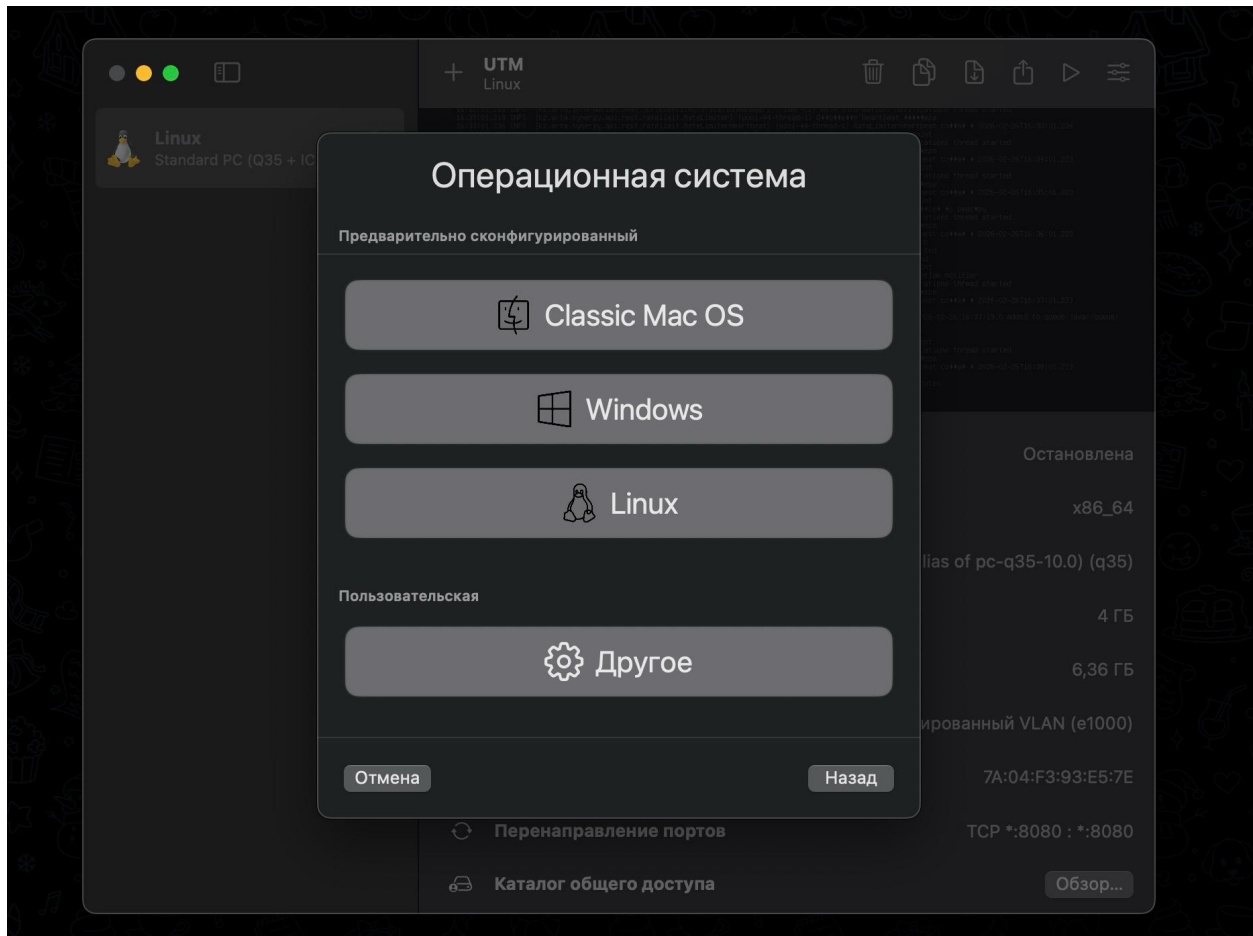 UTM
Linux
Linux
Standard PC (Q35 + IC
Операционная система
Предварительно сконфигурированный
Classic Mac OS
Windows
Linux
Пользовательская
Другое
Отмена
Назад
Остановлена
x86_64
lias of pc-q35-10.0) (q35)
4 ГБ
6,36 ГБ
ированный VLAN (e1000)
7A:04:F3:93:E5:7E
Перенаправление портов
TCP *:8080 : *:8080
Каталог общего доступа
Обзор...